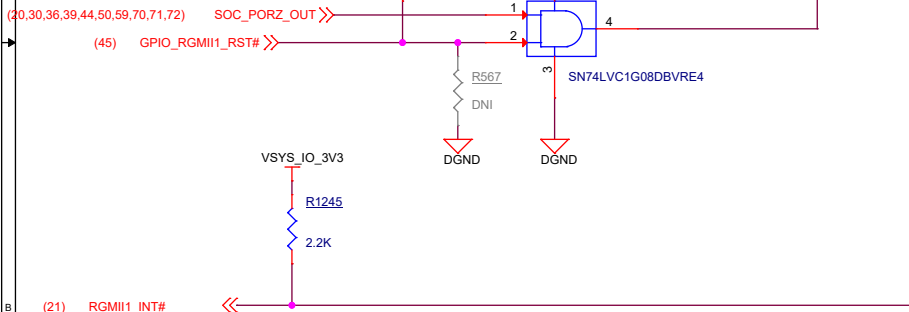 (20,30,36,39,44,50,59,70,71,72) SOC_PORZ_OUT 1 4
(45) GPIO_RGMII1_RST# 2
3
R567 SN74LVC1G08DBVRE4
DNI
DGND DGND
VSYS_IO_3V3
R1245
2.2K
B (21) RGMII1_INT#